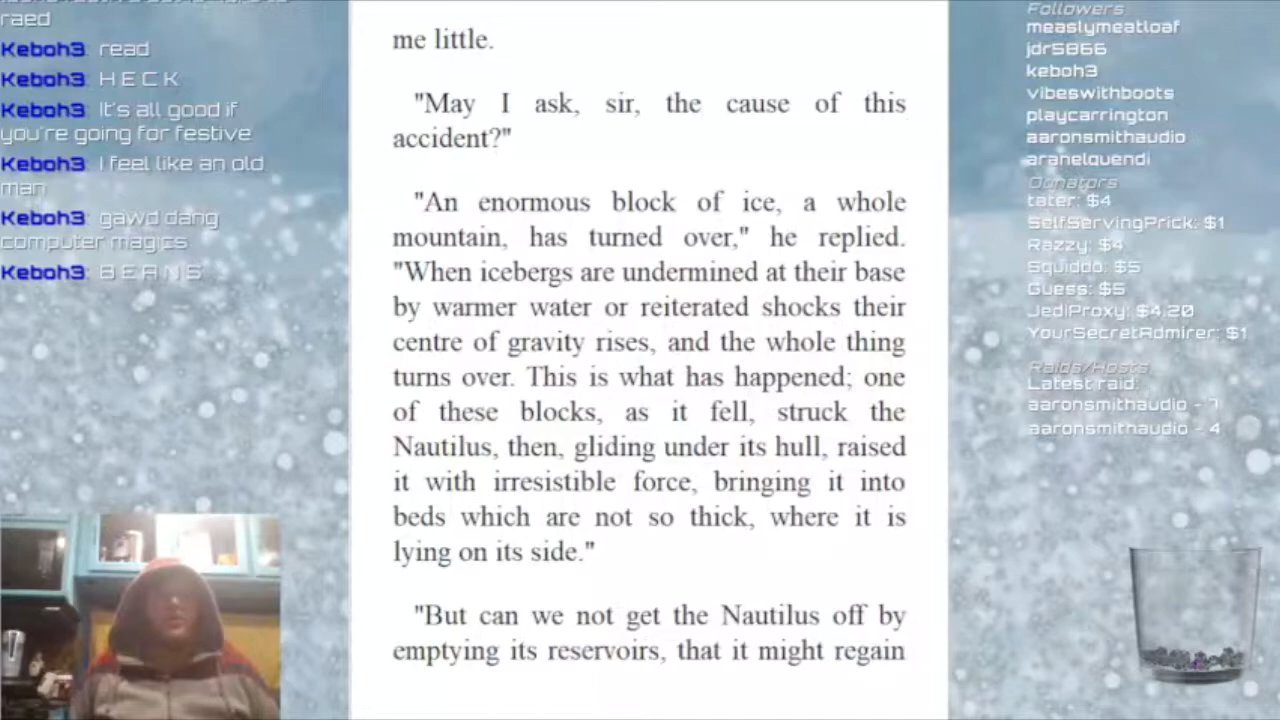 raed
Keboh3: read
Keboh3: H E C K
Keboh3: It's all good if
you're going for festive
Keboh3: I feel like an old
man
Keboh3: gawd dang
computer magics
Keboh3: B E A N S
me little.
"May I ask, sir, the cause of this
accident?"
"An enormous block of ice, a whole
mountain, has turned over," he replied.
"When icebergs are undermined at their base
by warmer water or reiterated shocks their
centre of gravity rises, and the whole thing
turns over. This is what has happened; one
of these blocks, as it fell, struck the
Nautilus, then, gliding under its hull, raised
it with irresistible force, bringing it into
beds which are not so thick, where it is
lying on its side."
"But can we not get the Nautilus off by
emptying its reservoirs, that it might regain
Followers
measlymeatloaf
jdr5866
keboh3
vibeswithboots
playcarrington
aaronsmithaudio
aranelquendi
Donators
tater: $4
SelfServingPrick: $1
Razzy: $4
Squiddo: $5
Guess: $5
JediProxy: $4.20
YourSecretAdmirer: $1
Raids/Hosts
Latest raid:
aaronsmithaudio - 7
aaronsmithaudio - 4